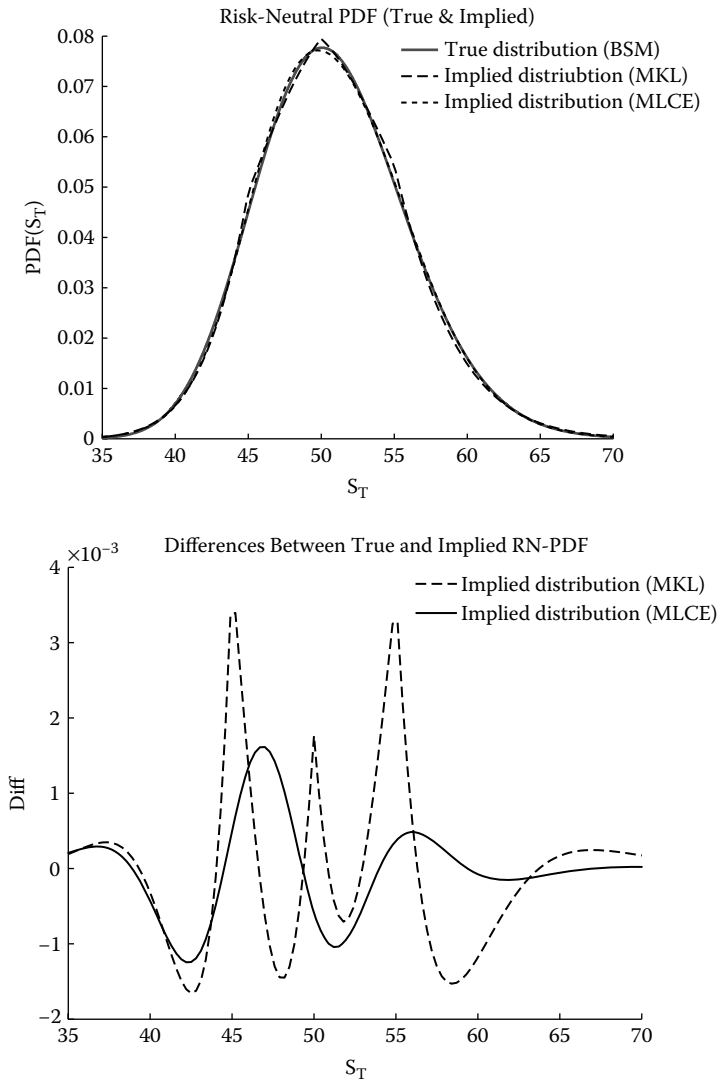 Risk-Neutral PDF (True & Implied)
True distribution (BSM)
Implied distriubtion (MKL)
Implied distribution (MLCE)
PDF(S_T)
0.08
0.07
0.06
0.05
0.04
0.03
0.02
0.01
0
35 40 45 50 55 60 65 70
S_T
Differences Between True and Implied RN-PDF
×10⁻³
Implied distribution (MKL)
Implied distribution (MLCE)
Diff
4
3
2
1
0
−1
−2
35 40 45 50 55 60 65 70
S_T